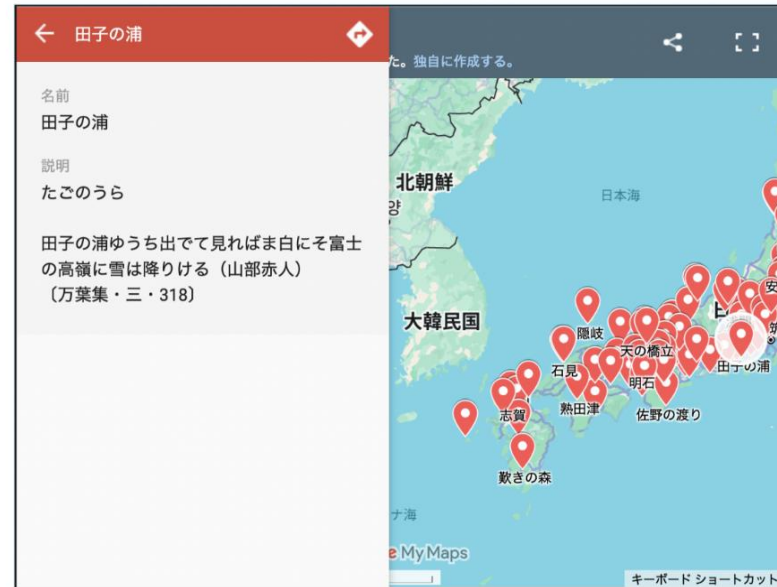 田子の浦
名前
田子の浦
説明
たごのうら
田子の浦ゆうち出でて見ればま白にそ富士
の高嶺に雪は降りける（山部赤人）
〔万葉集・三・318〕
た。独自に作成する。
北朝鮮
양
日本海
大韓民国
隠岐
天の橋立
石見
明石
田子の浦
志賀
熟田津
佐野の渡り
歎きの森
ナ海
e My Maps
キーボード ショートカット